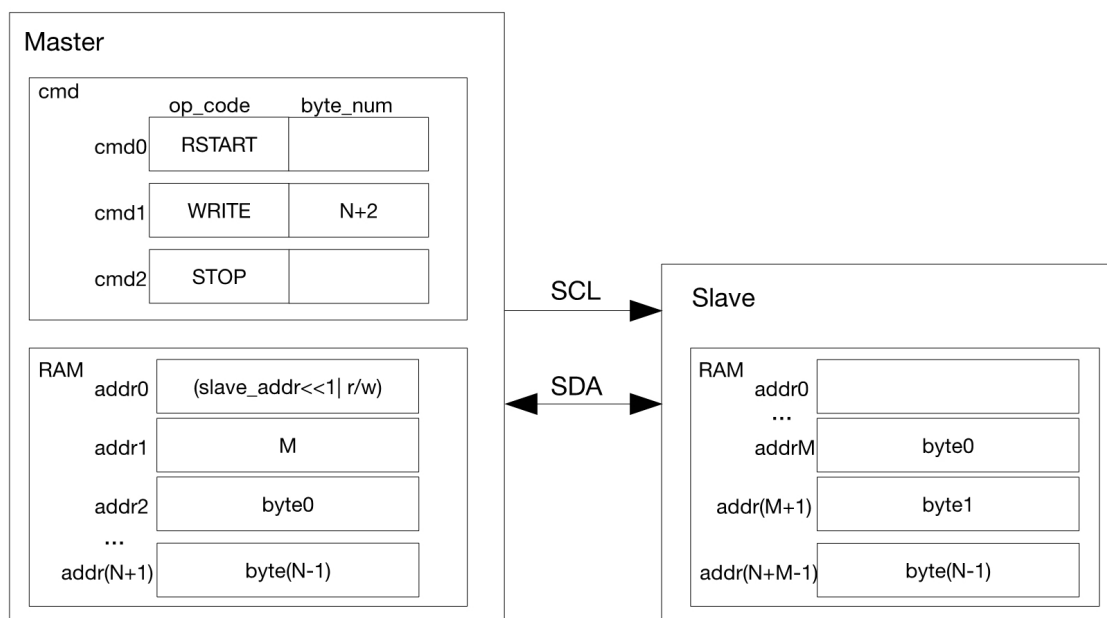 Master
cmd
op_code byte_num
cmd0 RSTART
cmd1 WRITE N+2
cmd2 STOP
RAM
addr0 (slave_addr<<1| r/w)
addr1 M
addr2 byte0
...
addr(N+1) byte(N-1)
SCL
SDA
Slave
RAM
addr0
...
addrM byte0
addr(M+1) byte1
addr(N+M-1) byte(N-1)